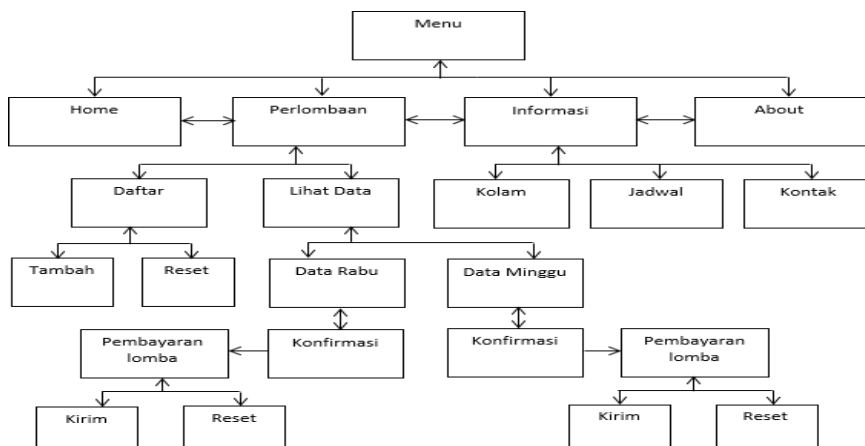 Menu
Home
Perlombaan
Informasi
About
Daftar
Lihat Data
Kolam
Jadwal
Kontak
Tambah
Reset
Data Rabu
Data Minggu
Pembayaran
lomba
Konfirmasi
Konfirmasi
Pembayaran
lomba
Kirim
Reset
Kirim
Reset